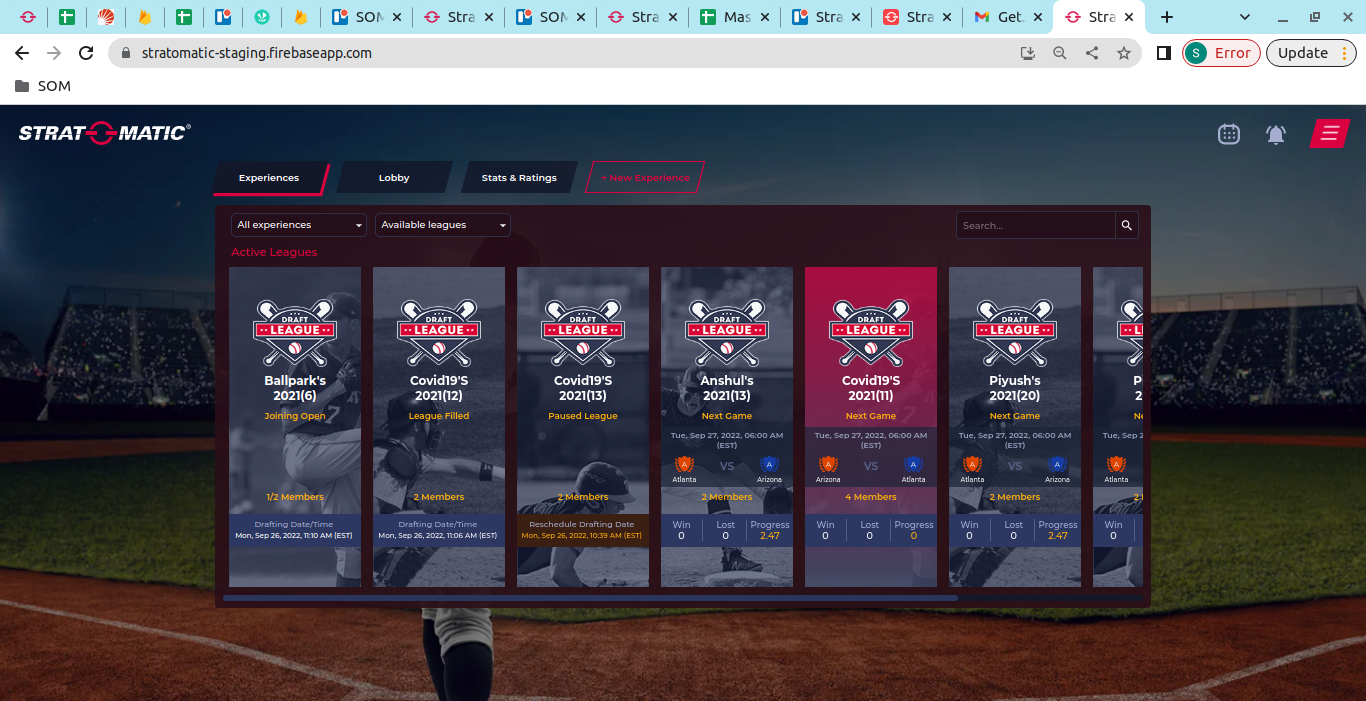 SOM
Stra
SOM
Stra
Mas
Stra
Stra
Get.
Stra
stratomatic-staging.firebaseapp.com
S
Error
Update
SOM
STRAT-O-MATIC®
Experiences
Lobby
Stats & Ratings
+ New Experience
All experiences
Available leagues
Search...
Active Leagues
DRAFT
LEAGUE
Ballpark's
2021(6)
Joining Open
1/2 Members
Drafting Date/Time
Mon, Sep 26, 2022, 11:10 AM (EST)
DRAFT
LEAGUE
Covid19'S
2021(12)
League Filled
2 Members
Drafting Date/Time
Mon, Sep 26, 2022, 11:06 AM (EST)
DRAFT
LEAGUE
Covid19'S
2021(13)
Paused League
2 Members
Reschedule Drafting Date
Mon, Sep 26, 2022, 10:39 AM (EST)
DRAFT
LEAGUE
Anshul's
2021(13)
Next Game
Tue, Sep 27, 2022, 06:00 AM
(EST)
A VS A
Atlanta Arizona
2 Members
Win Lost Progress
0 0 2.47
DRAFT
LEAGUE
Covid19'S
2021(11)
Next Game
Tue, Sep 27, 2022, 06:00 AM
(EST)
A VS A
Arizona Atlanta
4 Members
Win Lost Progress
0 0 0
DRAFT
LEAGUE
Piyush's
2021(20)
Next Game
Tue, Sep 27, 2022, 06:00 AM
(EST)
A VS A
Atlanta Arizona
2 Members
Win Lost Progress
0 0 2.47
Tue, Sep 2
A
Atlanta
Win
0